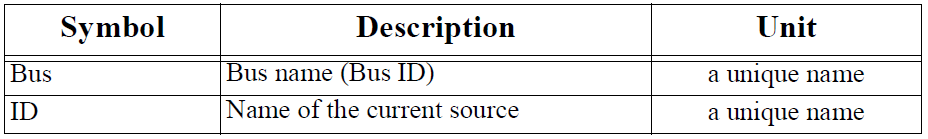 Symbol Description Unit
Bus Bus name (Bus ID) a unique name
ID Name of the current source a unique name